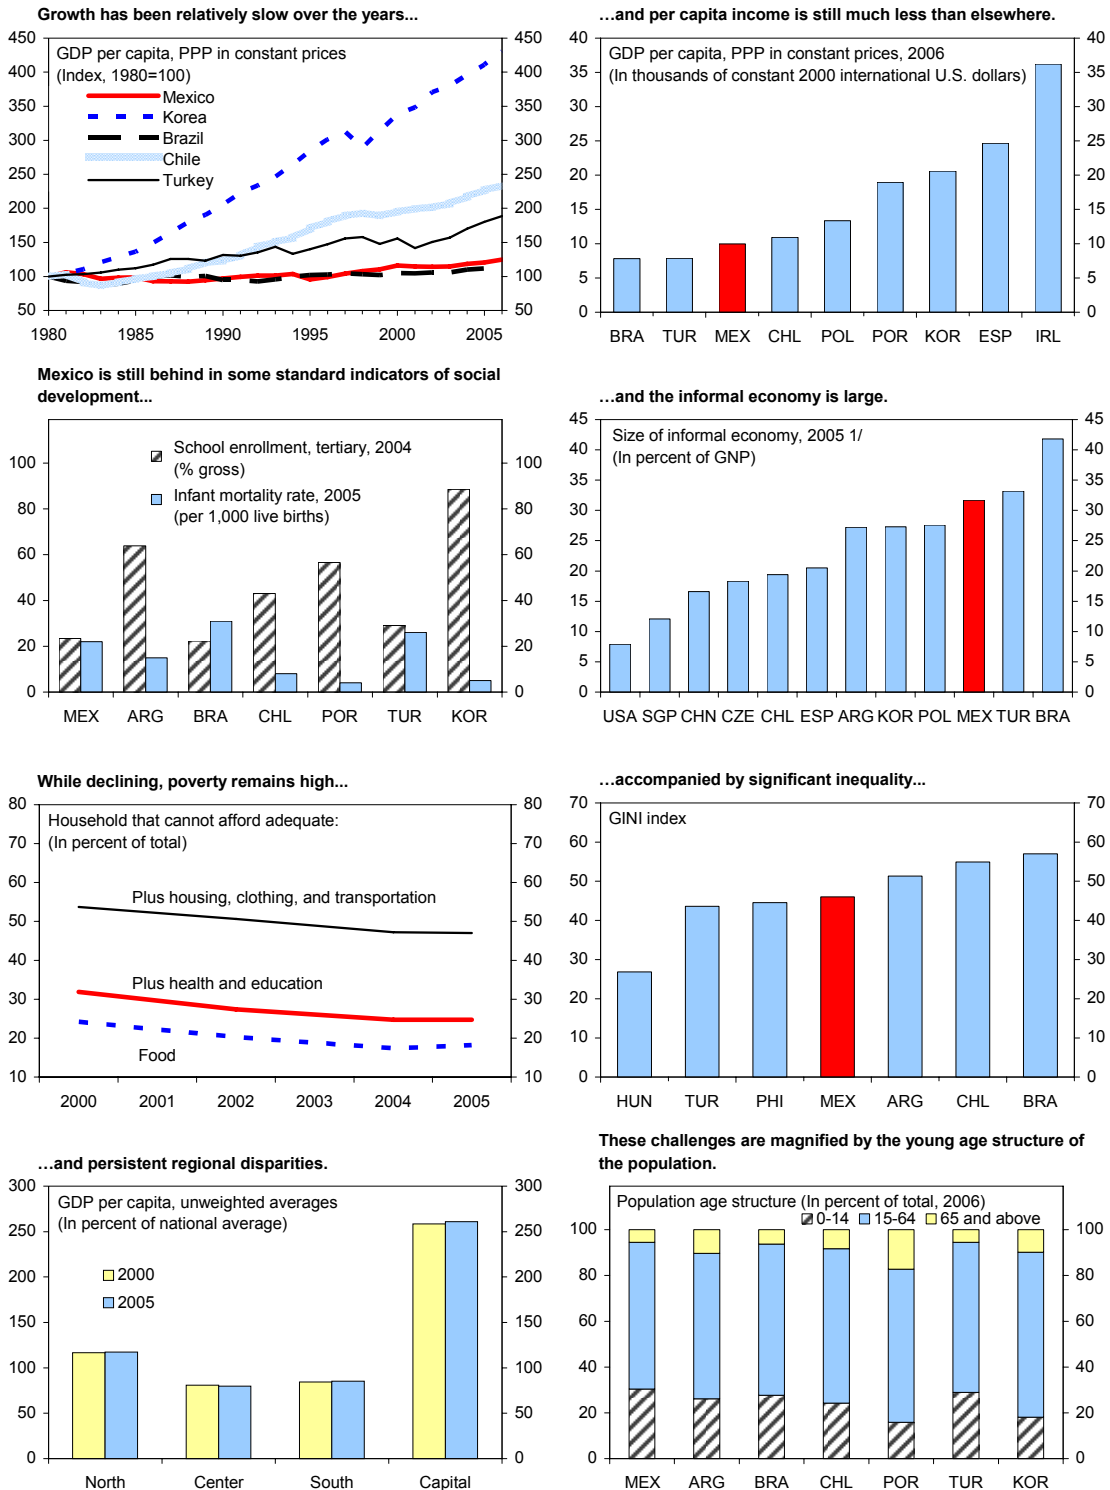 Growth has been relatively slow over the years...
450
400
350
300
250
200
150
100
50
GDP per capita, PPP in constant prices
(Index, 1980=100)
Mexico
Korea
Brazil
Chile
Turkey
450
400
350
300
250
200
150
100
50
1980 1985 1990 1995 2000 2005
…and per capita income is still much less than elsewhere.
40
35
30
25
20
15
10
5
0
GDP per capita, PPP in constant prices, 2006
(In thousands of constant 2000 international U.S. dollars)
40
35
30
25
20
15
10
5
0
BRA TUR MEX CHL POL POR KOR ESP IRL
Mexico is still behind in some standard indicators of social
development...
100
80
60
40
20
0
School enrollment, tertiary, 2004
(% gross)
Infant mortality rate, 2005
(per 1,000 live births)
100
80
60
40
20
0
MEX ARG BRA CHL POR TUR KOR
…and the informal economy is large.
45
40
35
30
25
20
15
10
5
0
Size of informal economy, 2005 1/
(In percent of GNP)
45
40
35
30
25
20
15
10
5
0
USA SGP CHN CZE CHL ESP ARG KOR POL MEX TUR BRA
While declining, poverty remains high...
80
70
60
50
40
30
20
10
Household that cannot afford adequate:
(In percent of total)
Plus housing, clothing, and transportation
Plus health and education
Food
80
70
60
50
40
30
20
10
2000 2001 2002 2003 2004 2005
…accompanied by significant inequality...
70
60
50
40
30
20
10
0
GINI index
70
60
50
40
30
20
10
0
HUN TUR PHI MEX ARG CHL BRA
…and persistent regional disparities.
300
250
200
150
100
50
0
GDP per capita, unweighted averages
(In percent of national average)
2000
2005
300
250
200
150
100
50
0
North Center South Capital
These challenges are magnified by the young age structure of
the population.
100
80
60
40
20
0
Population age structure (In percent of total, 2006)
0-14 15-64 65 and above
100
80
60
40
20
0
MEX ARG BRA CHL POR TUR KOR